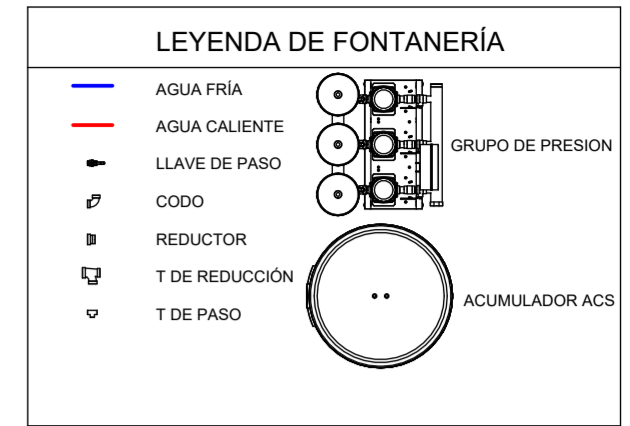 LEYENDA DE FONTANERÍA
AGUA FRÍA
AGUA CALIENTE
LLAVE DE PASO
CODO
REDUCTOR
T DE REDUCCIÓN
T DE PASO
GRUPO DE PRESION
ACUMULADOR ACS